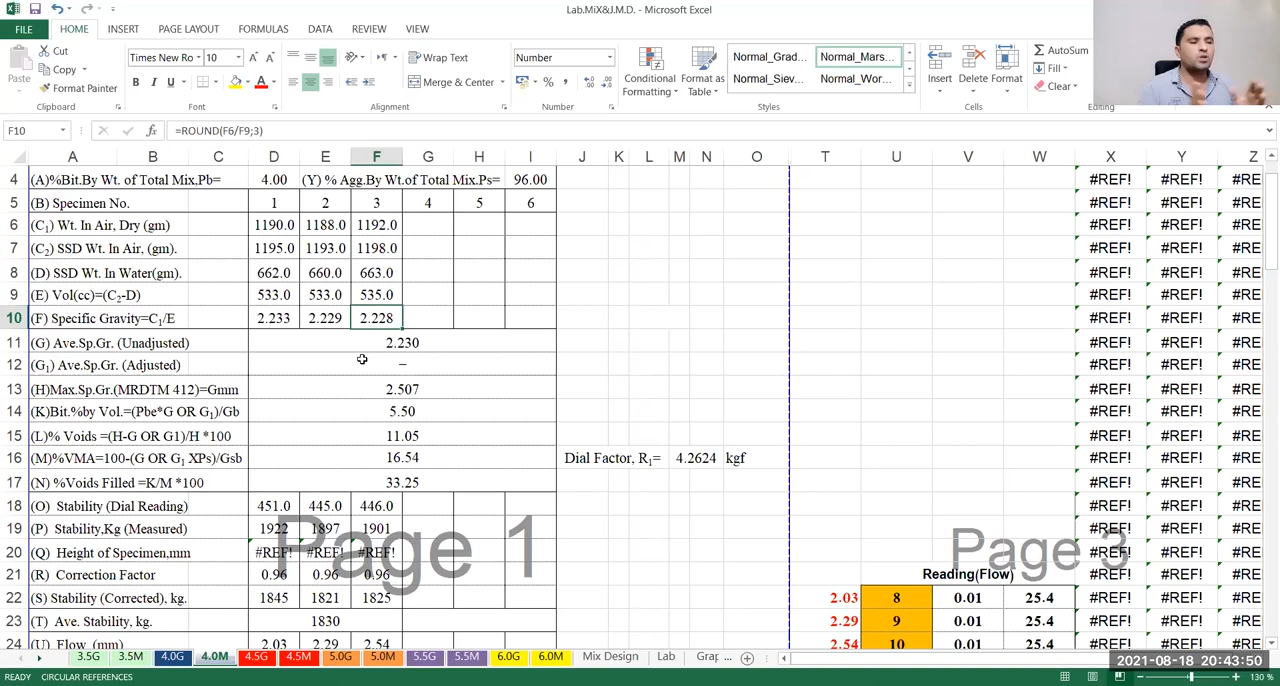 Lab.MiX&J.M.D. - Microsoft Excel
FILE HOME INSERT PAGE LAYOUT FORMULAS DATA REVIEW VIEW
Paste Cut Copy Format Painter Clipboard
Times New Ro 10 B I U Font
Wrap Text Merge & Center Alignment
Number % Number
Conditional Formatting Format as Table Normal_Grad... Normal_Mars... Normal_Siev... Normal_Wor... Styles
Insert Delete Format Cells
AutoSum Fill Clear Editing
F10 fx =ROUND(F6/F9;3)
A B C D E F G H I J K L M N O T U V W X Y Z
4 (A)%Bit.By Wt. of Total Mix,Pb= 4.00 (Y) % Agg.By Wt.of Total Mix.Ps= 96.00 #REF! #REF! #RE
5 (B) Specimen No. 1 2 3 4 5 6 #REF! #REF! #RE
6 (C1) Wt. In Air, Dry (gm) 1190.0 1188.0 1192.0 #REF! #REF! #RE
7 (C2) SSD Wt. In Air, (gm). 1195.0 1193.0 1198.0 #REF! #REF! #RE
8 (D) SSD Wt. In Water(gm). 662.0 660.0 663.0 #REF! #REF! #RE
9 (E) Vol(cc)=(C2-D) 533.0 533.0 535.0 #REF! #REF! #RE
10 (F) Specific Gravity=C1/E 2.233 2.229 2.228 #REF! #REF! #RE
11 (G) Ave.Sp.Gr. (Unadjusted) 2.230 #REF! #REF! #RE
12 (G1) Ave.Sp.Gr. (Adjusted) – #REF! #REF! #RE
13 (H)Max.Sp.Gr.(MRDTM 412)=Gmm 2.507 #REF! #REF! #RE
14 (K)Bit.%by Vol.=(Pbe*G OR G1)/Gb 5.50 #REF! #REF! #RE
15 (L)% Voids =(H-G OR G1)/H *100 11.05 #REF! #REF! #RE
16 (M)%VMA=100-(G OR G1 XPs)/Gsb 16.54 Dial Factor, R1= 4.2624 kgf #REF! #REF! #RE
17 (N) %Voids Filled =K/M *100 33.25 #REF! #REF! #RE
18 (O) Stability (Dial Reading) 451.0 445.0 446.0 #REF! #REF! #RE
19 (P) Stability,Kg (Measured) 1922 1897 1901 #REF! #REF! #RE
Page 1 Page 3
20 (Q) Height of Specimen,mm #REF! #REF! #REF! #REF! #REF! #RE
21 (R) Correction Factor 0.96 0.96 0.96 Reading(Flow) #REF! #REF! #RE
22 (S) Stability (Corrected), kg. 1845 1821 1825 2.03 8 0.01 25.4 #REF! #REF! #RE
23 (T) Ave. Stability, kg. 1830 2.29 9 0.01 25.4 #REF! #REF! #RE
24 (U) Flow, (mm) 2.03 2.29 2.54 2.54 10 0.01 25.4 #REF! #REF! #RE
3.5G 3.5M 4.0G 4.0M 4.5G 4.5M 5.0G 5.0M 5.5G 5.5M 6.0G 6.0M Mix Design Lab Grap ...
2021-08-18 20:43:50
READY CIRCULAR REFERENCES 130 %